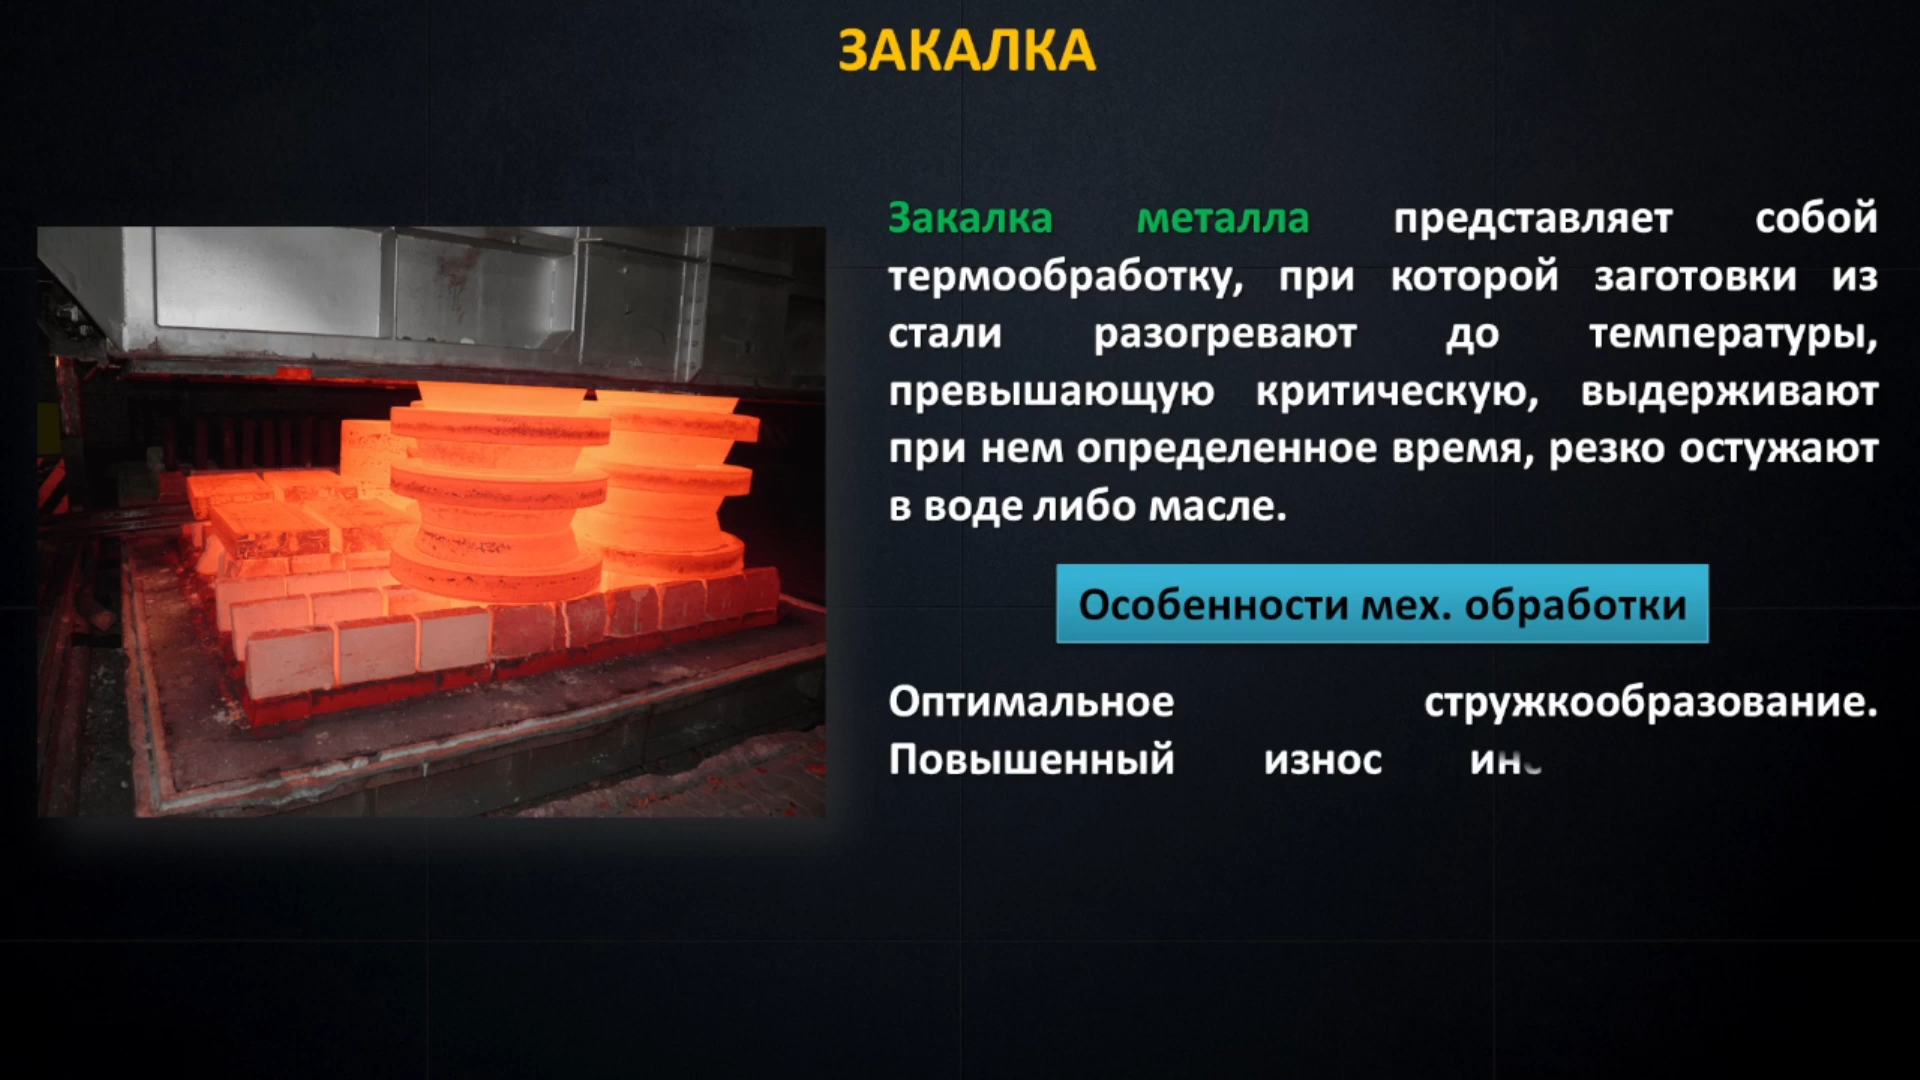 ЗАКАЛКА
Закалка металла представляет собой
термообработку, при которой заготовки из
стали разогревают до температуры,
превышающую критическую, выдерживают
при нем определенное время, резко остужают
в воде либо масле.
Особенности мех. обработки
Оптимальное стружкообразование.
Повышенный износ